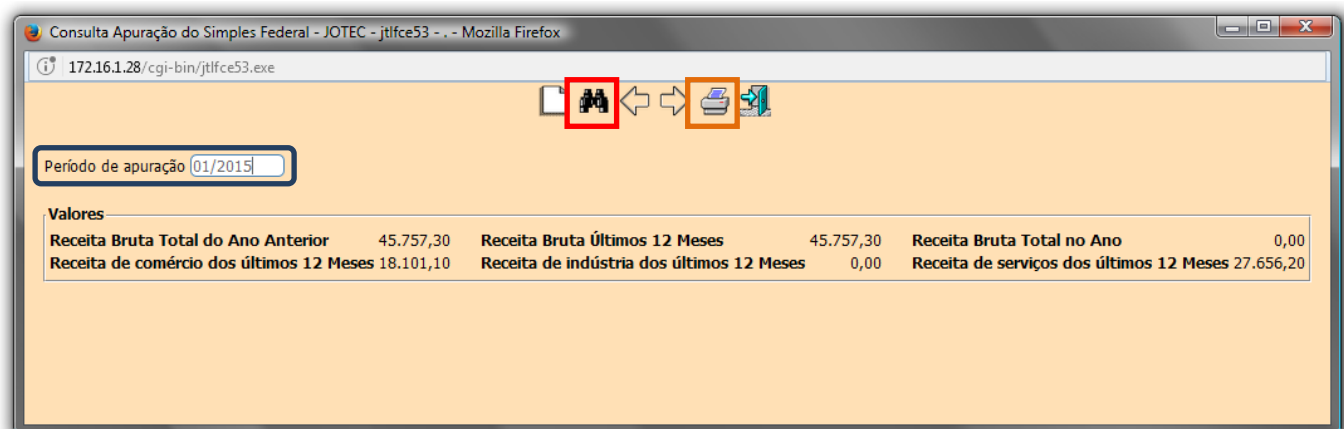 Consulta Apuração do Simples Federal - JOTEC - jtlfce53 - . - Mozilla Firefox
172.16.1.28/cgi-bin/jtlfce53.exe
Período de apuração 01/2015
Valores
Receita Bruta Total do Ano Anterior 45.757,30 Receita Bruta Últimos 12 Meses 45.757,30 Receita Bruta Total no Ano 0,00
Receita de comércio dos últimos 12 Meses 18.101,10 Receita de indústria dos últimos 12 Meses 0,00 Receita de serviços dos últimos 12 Meses 27.656,20